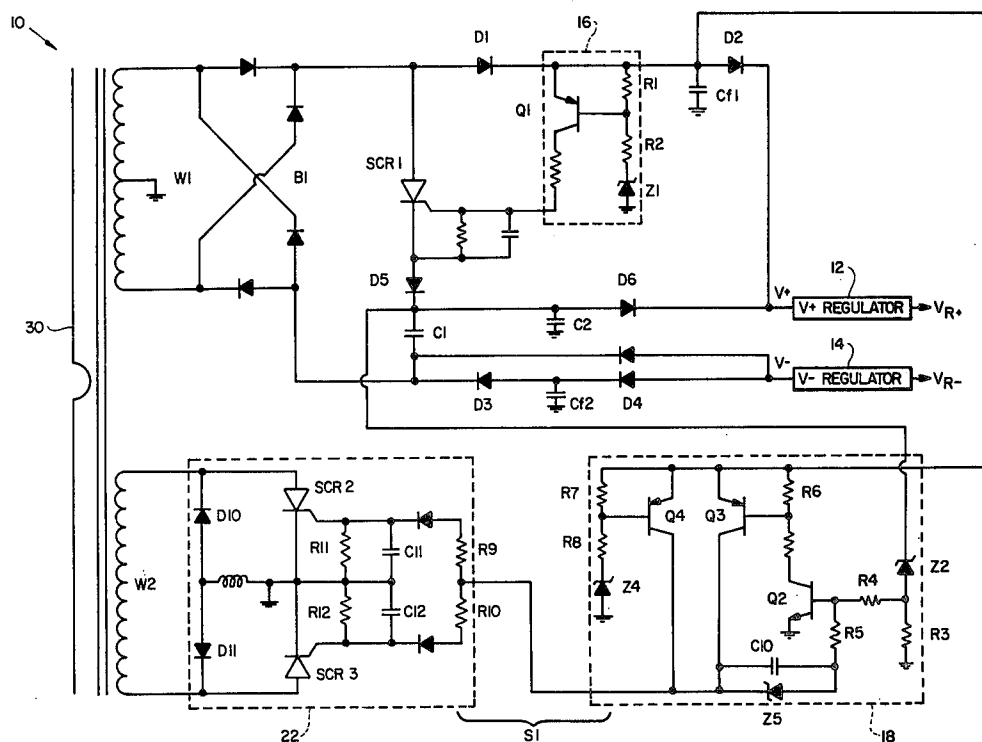 10
16
D1
D2
Cf1
R1
Q1
R2
Z1
W1
B1
SCR 1
D5
D6
12
V+
V+ REGULATOR
VR+
C1
C2
30
14
V-
V- REGULATOR
VR-
D3
Cf2
D4
SCR 2
R7
R6
Q4
Q3
D10
R11
C11
R9
R8
Z2
W2
Z4
R4
Q2
R12
C12
R10
R5
R3
D11
C10
SCR 3
Z5
22
S1
18